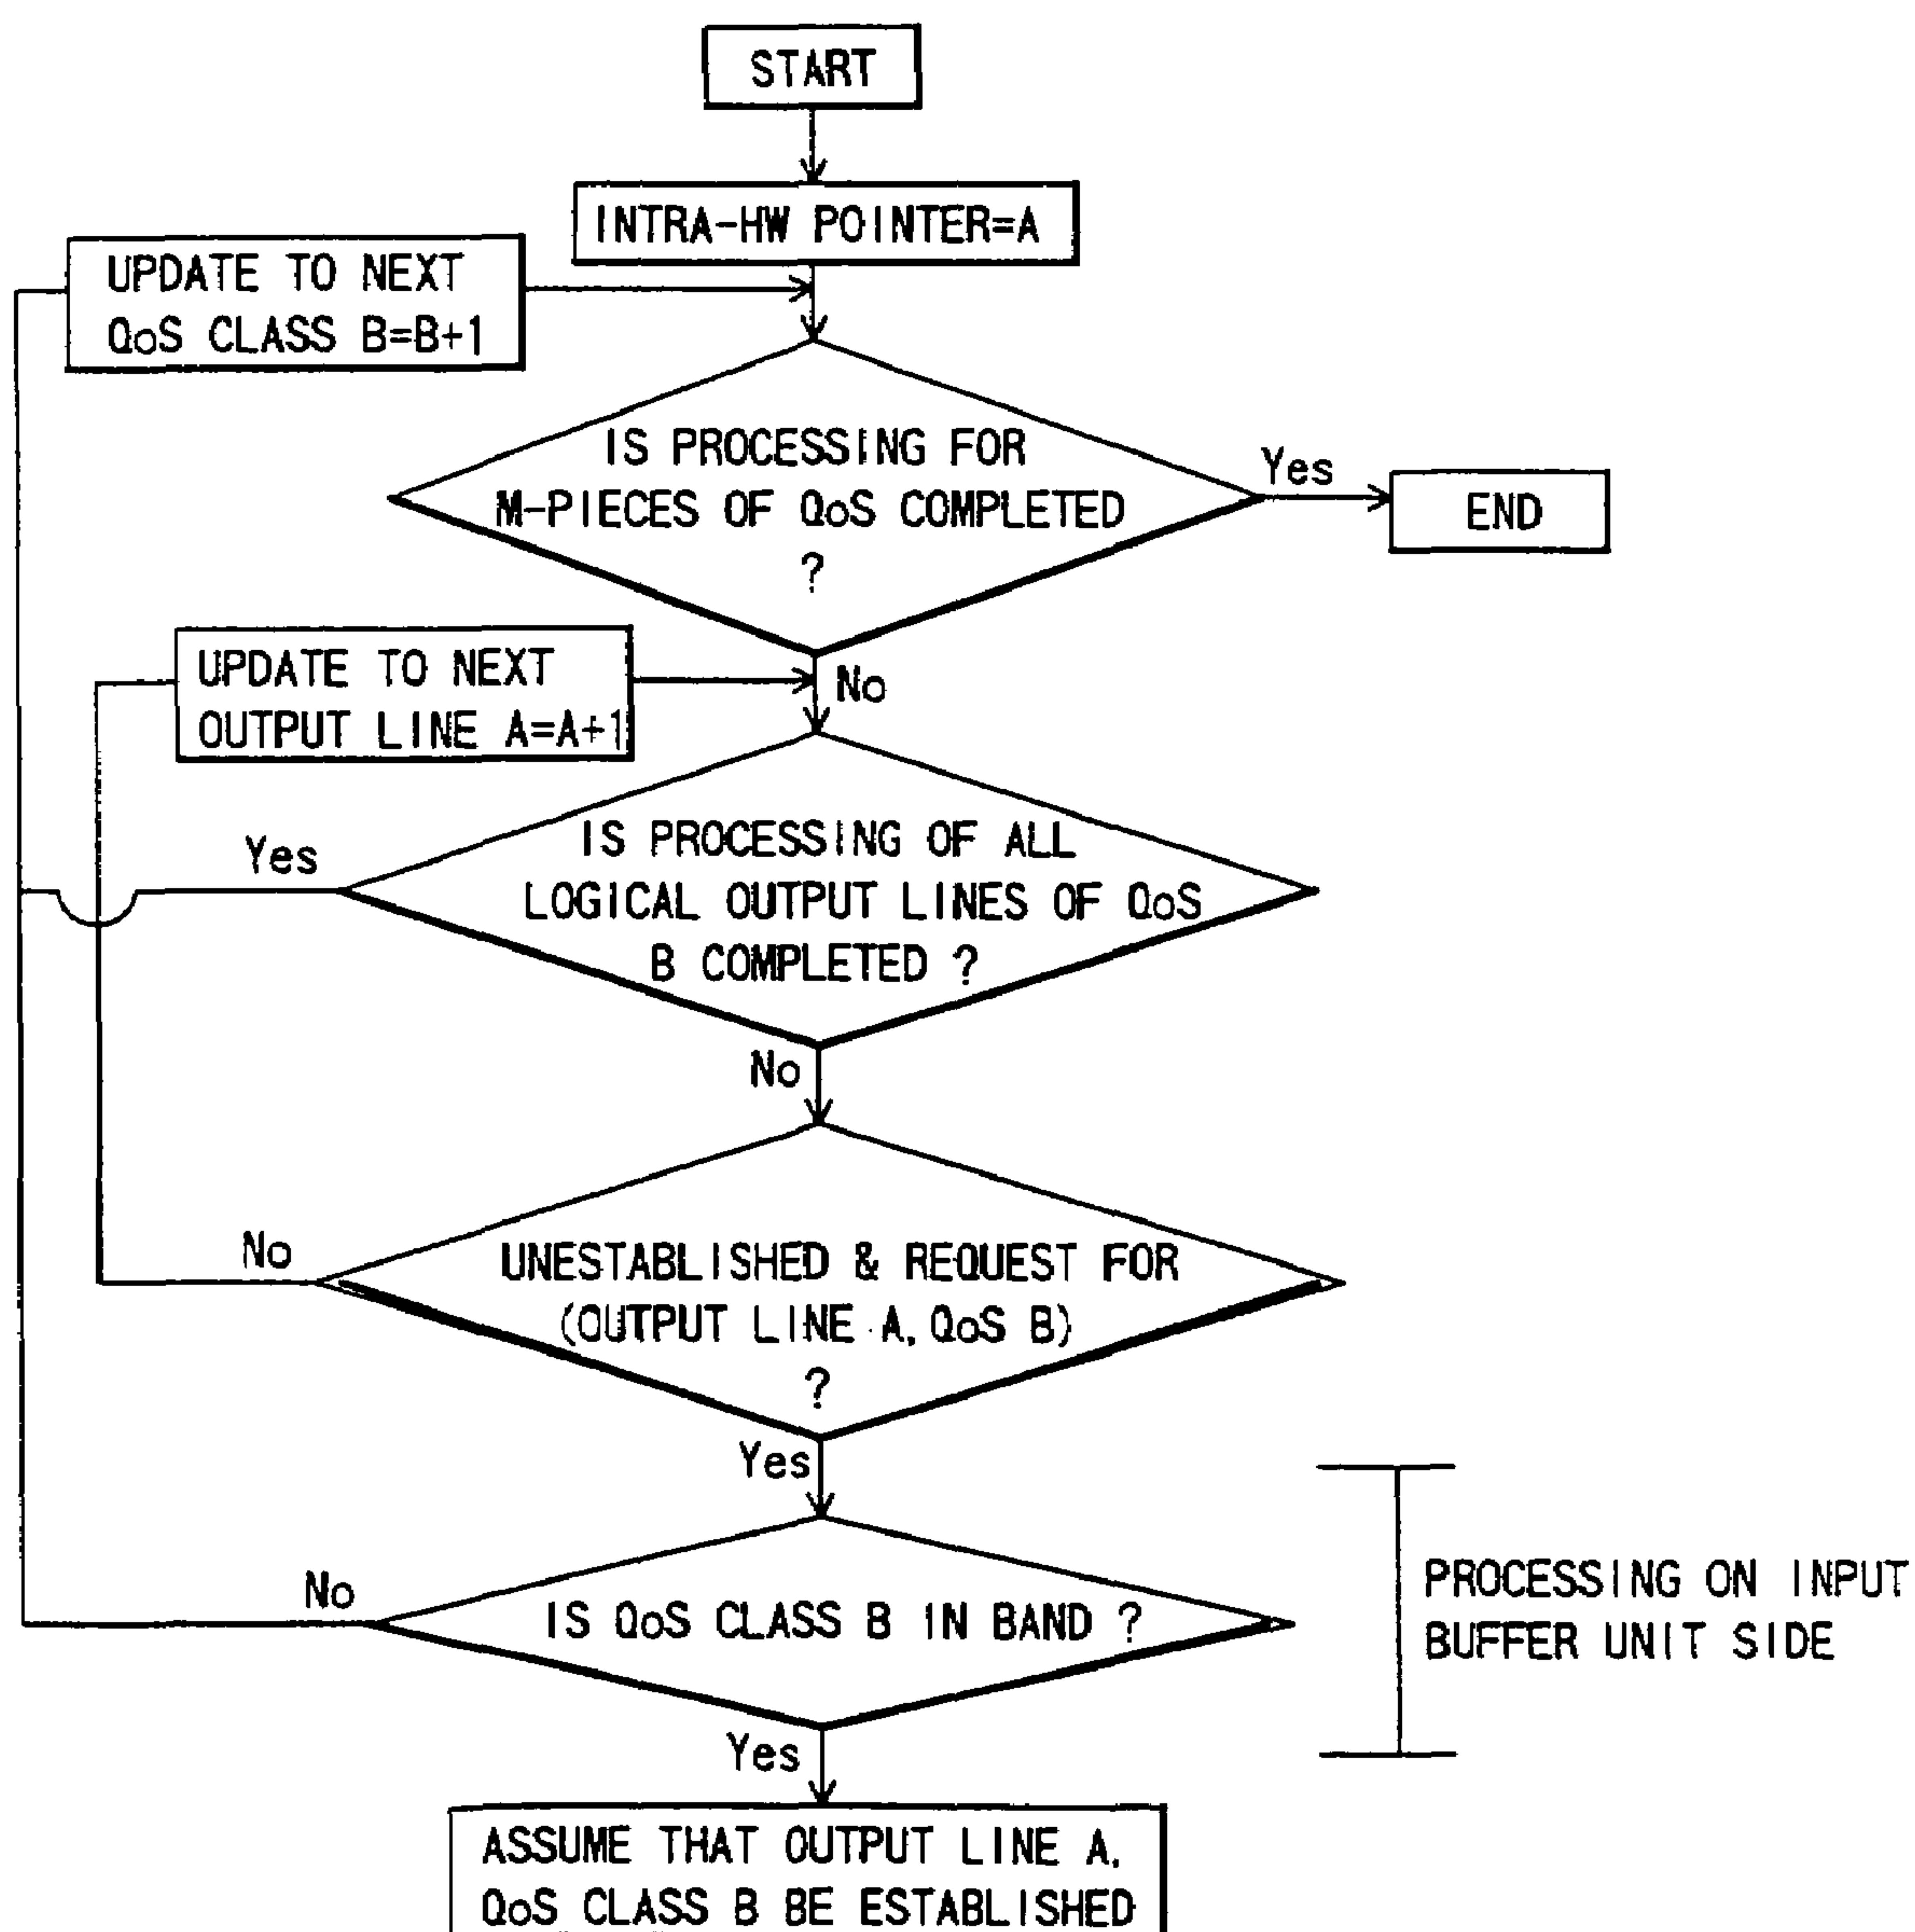 START
INTRA-HW POINTER=A
UPDATE TO NEXT
QoS CLASS B=B+1
IS PROCESSING FOR
M-PIECES OF QoS COMPLETED
?
Yes
END
UPDATE TO NEXT
OUTPUT LINE A=A+1
No
Yes
IS PROCESSING OF ALL
LOGICAL OUTPUT LINES OF QoS
B COMPLETED ?
No
No
UNESTABLISHED & REQUEST FOR
(OUTPUT LINE A, QoS B)
?
Yes
No
IS QoS CLASS B IN BAND ?
PROCESSING ON INPUT
BUFFER UNIT SIDE
Yes
ASSUME THAT OUTPUT LINE A,
QoS CLASS B BE ESTABLISHED